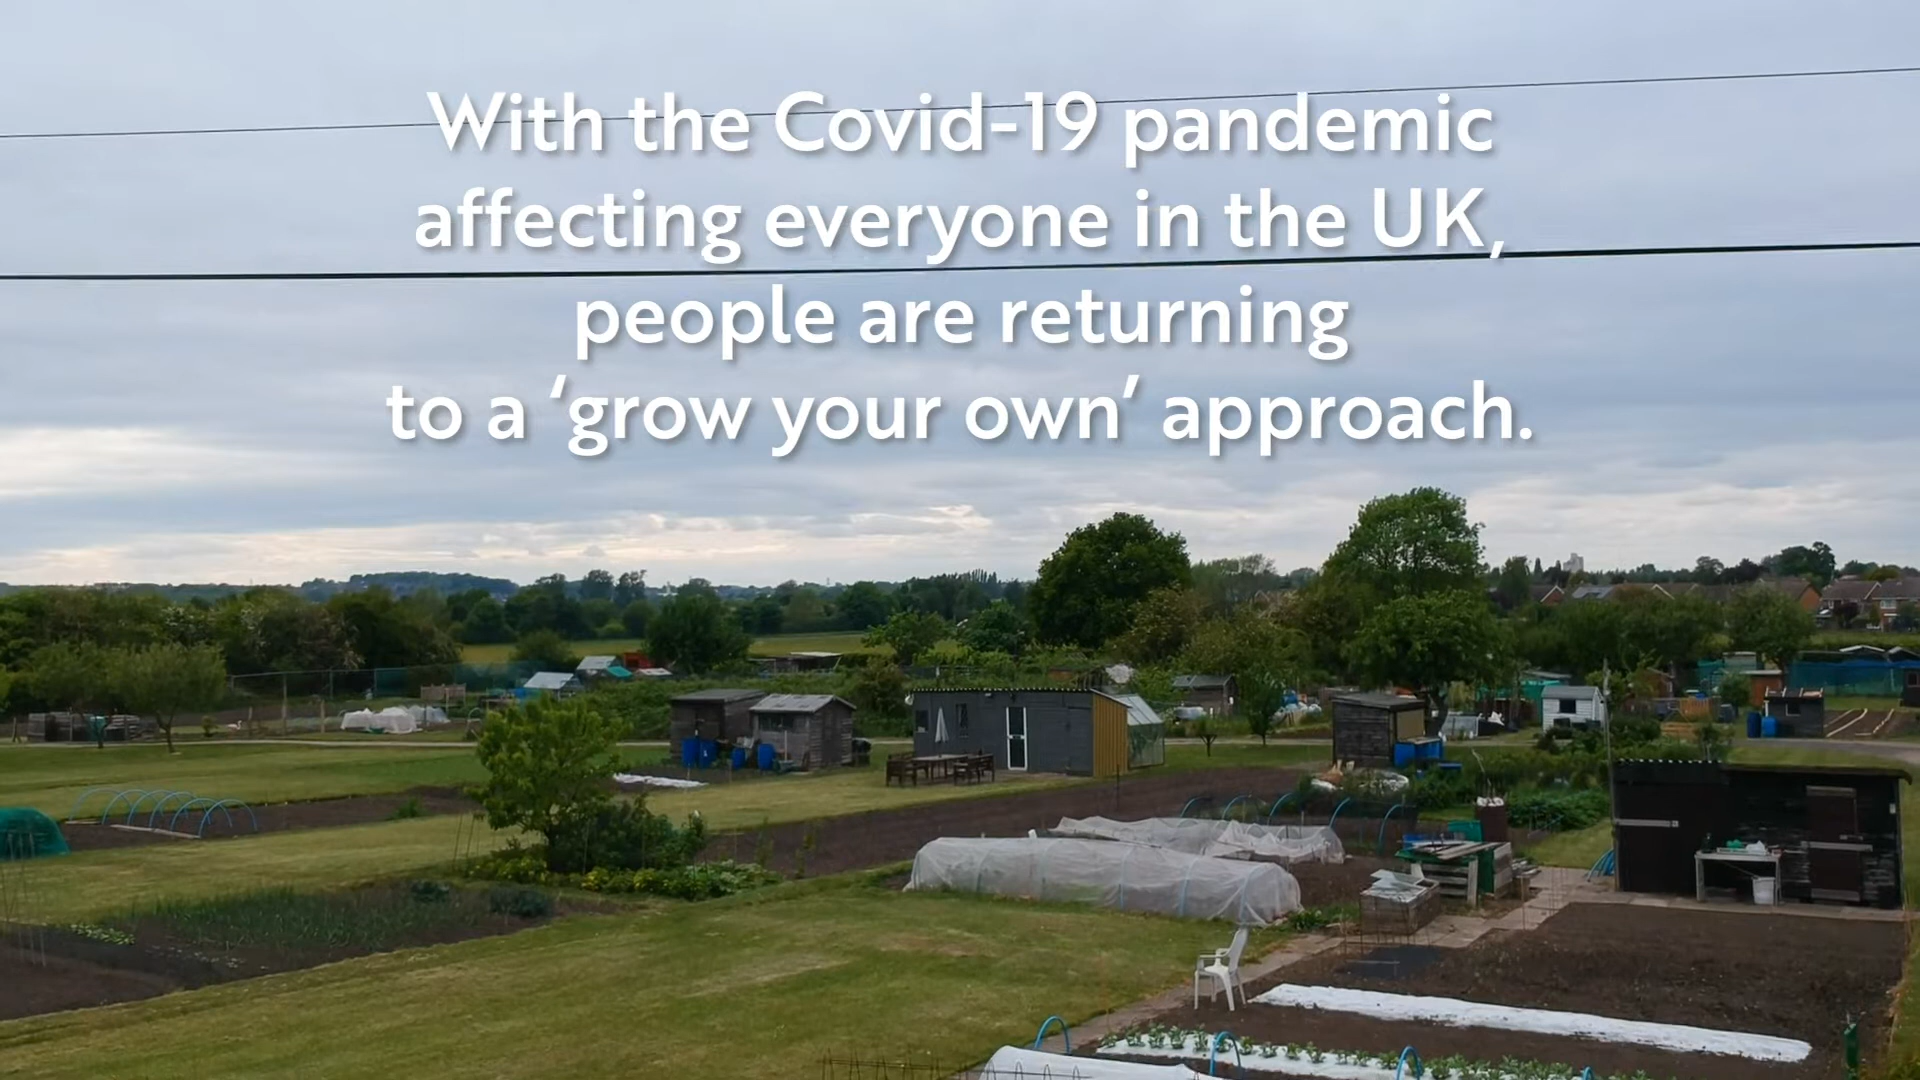 With the Covid-19 pandemic
affecting everyone in the UK,
people are returning
to a ‘grow your own’ approach.